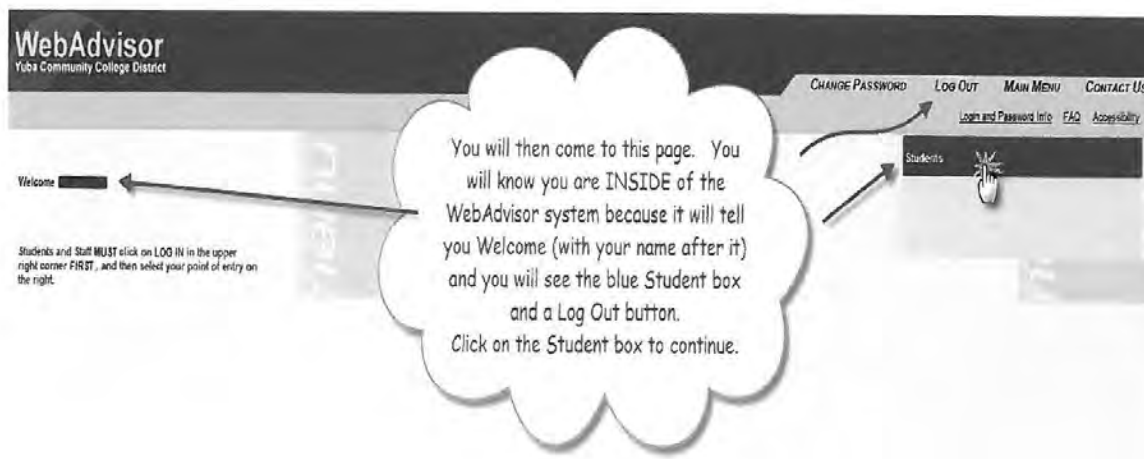 WebAdvisor
Yuba Community College District
CHANGE PASSWORD LOG OUT MAIN MENU CONTACT US
Login and Password Info FAQ Accessibility
Students
Welcome
Students and Staff MUST click on LOG IN in the upper
right corner FIRST , and then select your point of entry on
the right.
You will then come to this page. You
will know you are INSIDE of the
WebAdvisor system because it will tell
you Welcome (with your name after it)
and you will see the blue Student box
and a Log Out button.
Click on the Student box to continue.